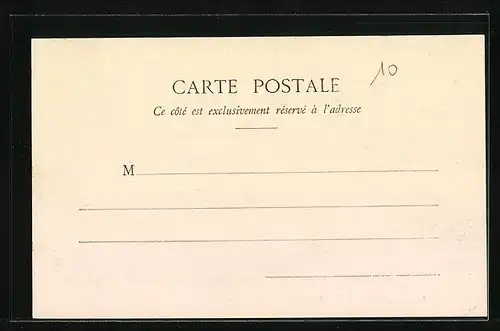 CARTE POSTALE
10
Ce côté est exclusivement réservé à l'adresse
M